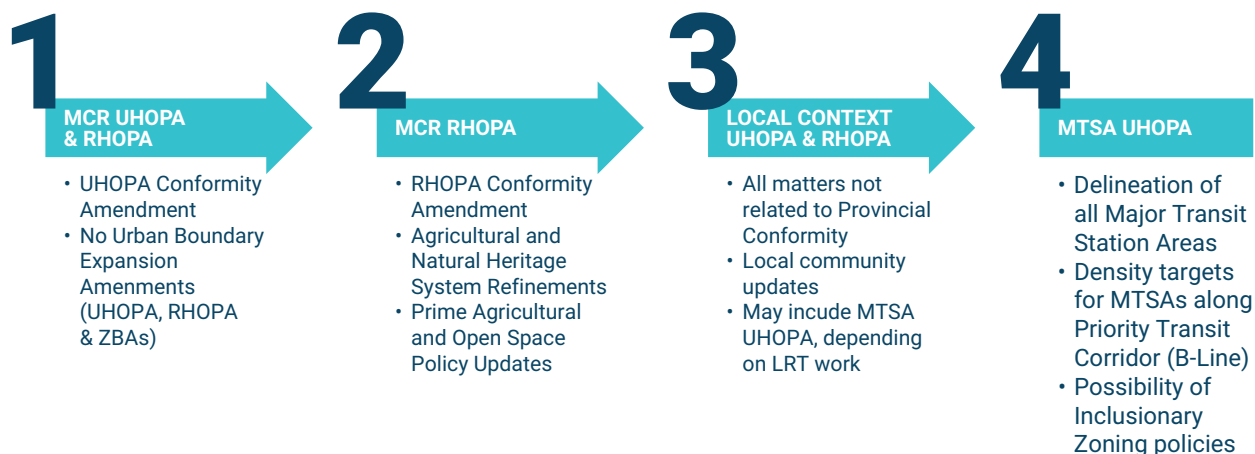 1
MCR UHOPA
& RHOPA
• UHOPA Conformity
Amendment
• No Urban Boundary
Expansion
Amenments
(UHOPA, RHOPA
& ZBAs)
2
MCR RHOPA
• RHOPA Conformity
Amendment
• Agricultural and
Natural Heritage
System Refinements
• Prime Agricultural
and Open Space
Policy Updates
3
LOCAL CONTEXT
UHOPA & RHOPA
• All matters not
related to Provincial
Conformity
• Local community
updates
• May incude MTSA
UHOPA, depending
on LRT work
4
MTSA UHOPA
• Delineation of
all Major Transit
Station Areas
• Density targets
for MTSAs along
Priority Transit
Corridor (B-Line)
• Possibility of
Inclusionary
Zoning policies